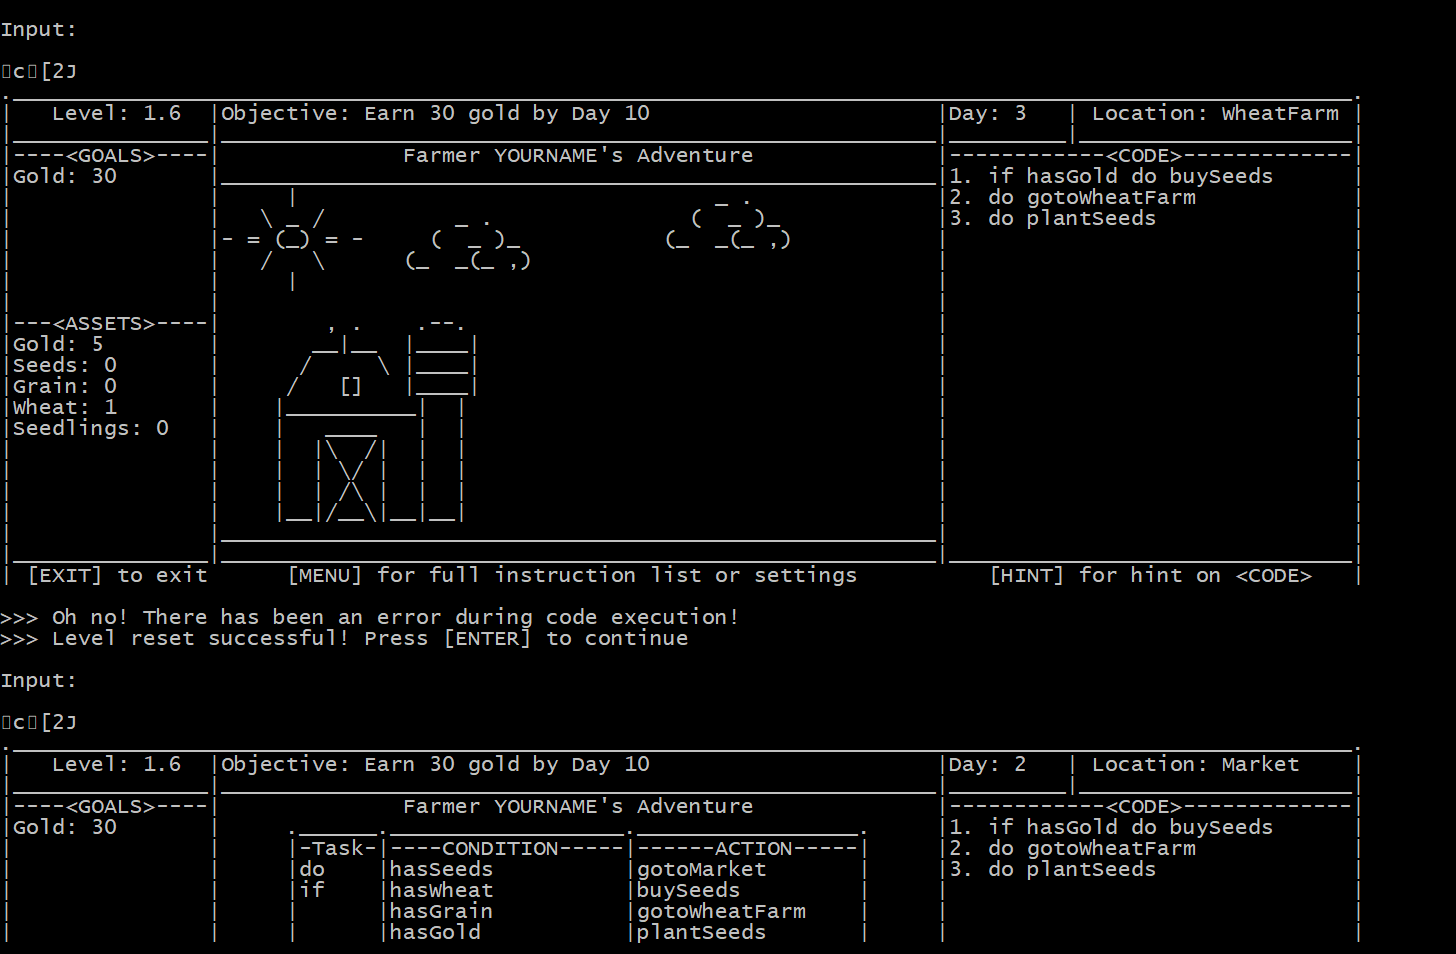 Input:
c[2J
Level: 1.6 |Objective: Earn 30 gold by Day 10 |Day: 3 | Location: WheatFarm |
|----<GOALS>----| Farmer YOURNAME's Adventure |------------<CODE>-------------|
|Gold: 30 | |1. if hasGold do buySeeds |
|2. do gotoWheatFarm |
|3. do plantSeeds |
|---<ASSETS>----|
|Gold: 5
|Seeds: 0
|Grain: 0
|Wheat: 1
|Seedlings: 0
| [EXIT] to exit [MENU] for full instruction list or settings [HINT] for hint on <CODE> |
>>> Oh no! There has been an error during code execution!
>>> Level reset successful! Press [ENTER] to continue
Input:
c[2J
| Level: 1.6 |Objective: Earn 30 gold by Day 10 |Day: 2 | Location: Market |
|----<GOALS>----| Farmer YOURNAME's Adventure |------------<CODE>-------------|
|Gold: 30 | |1. if hasGold do buySeeds |
|-Task-|----CONDITION-----|------ACTION-----| |2. do gotoWheatFarm |
|do |hasSeeds |gotoMarket | |3. do plantSeeds |
|if |hasWheat |buySeeds |
|hasGrain |gotoWheatFarm |
|hasGold |plantSeeds |